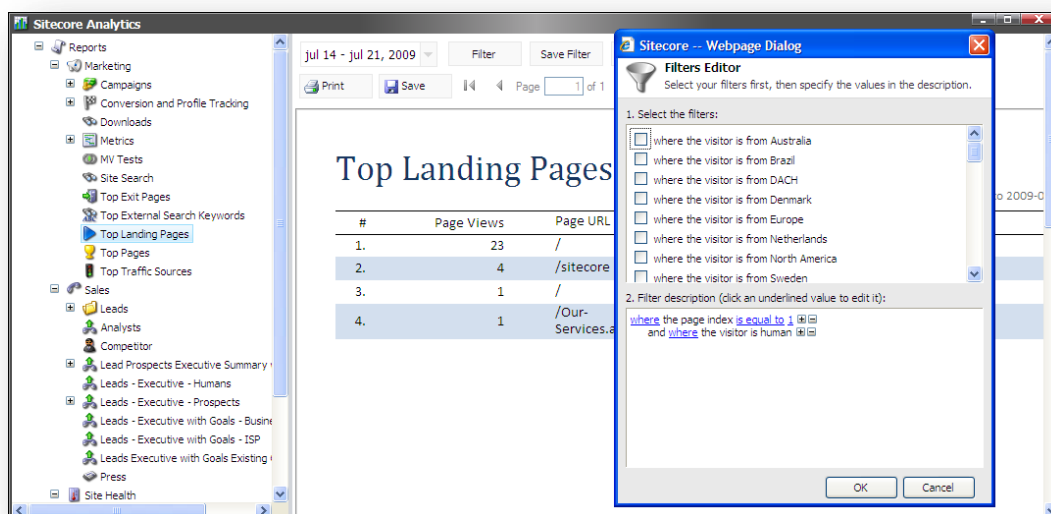 Sitecore Analytics
Reports
Marketing
Campaigns
Conversion and Profile Tracking
Downloads
Metrics
MV Tests
Site Search
Top Exit Pages
Top External Search Keywords
Top Landing Pages
Top Pages
Top Traffic Sources
Sales
Leads
Analysts
Competitor
Lead Prospects Executive Summary
Leads - Executive - Humans
Leads - Executive - Prospects
Leads - Executive with Goals - Busine
Leads - Executive with Goals - ISP
Leads Executive with Goals Existing
Press
Site Health
jul 14 - jul 21, 2009 Filter Save Filter
Print Save Page 1 of 1
Top Landing Pages
to 2009-0
# Page Views Page URL
1. 23 /
2. 4 /sitecore
3. 1 /
4. 1 /Our-
Services.a
Sitecore -- Webpage Dialog
Filters Editor
Select your filters first, then specify the values in the description.
1. Select the filters:
where the visitor is from Australia
where the visitor is from Brazil
where the visitor is from DACH
where the visitor is from Denmark
where the visitor is from Europe
where the visitor is from Netherlands
where the visitor is from North America
where the visitor is from Sweden
2. Filter description (click an underlined value to edit it):
where the page index is equal to 1
and where the visitor is human
OK Cancel